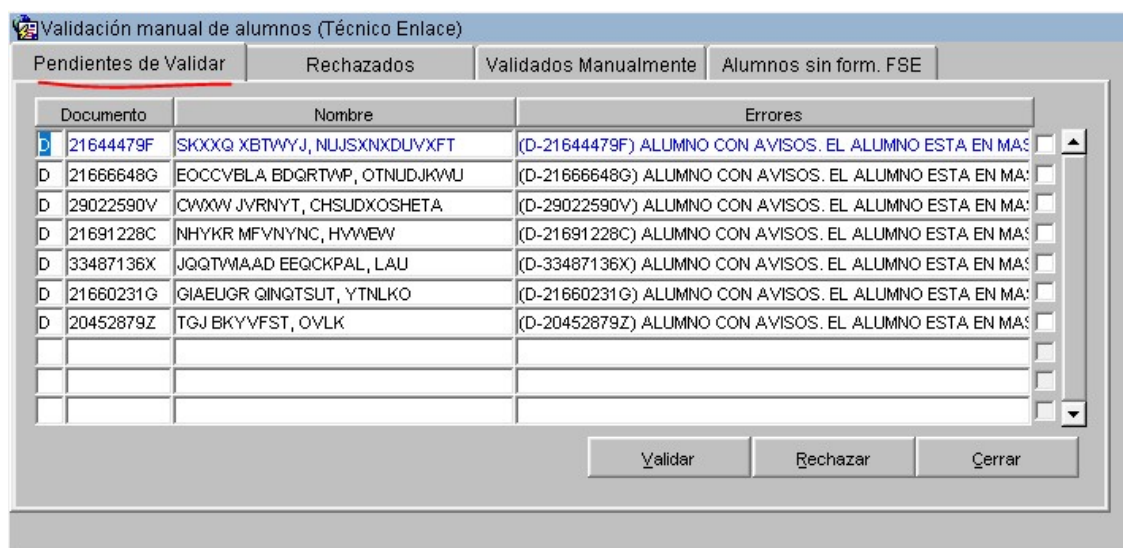 Validación manual de alumnos (Técnico Enlace)
Pendientes de Validar Rechazados Validados Manualmente Alumnos sin form. FSE
Documento Nombre Errores
D 21644479F SKXXQ XBTWYJ, NUJSXNXDUVXFT (D-21644479F) ALUMNO CON AVISOS. EL ALUMNO ESTA EN MAS
D 21666648G EOCCVBLA BDQRTWP, OTNUDJKWU (D-21666648G) ALUMNO CON AVISOS. EL ALUMNO ESTA EN MAS
D 29022590V CWXW JVRNYT, CHSUDXOSHETA (D-29022590V) ALUMNO CON AVISOS. EL ALUMNO ESTA EN MAS
D 21691228C NHYKR MFVNYNC, HVWEW (D-21691228C) ALUMNO CON AVISOS. EL ALUMNO ESTA EN MAS
D 33487136X JQQTWIAAD EEQCKPAL, LAU (D-33487136X) ALUMNO CON AVISOS. EL ALUMNO ESTA EN MAS
D 21660231G GIAEUGR QINQTSUT, YTNLKO (D-21660231G) ALUMNO CON AVISOS. EL ALUMNO ESTA EN MAS
D 20452879Z TGJ BKYVFST, OVLK (D-20452879Z) ALUMNO CON AVISOS. EL ALUMNO ESTA EN MAS
Validar Rechazar Cerrar